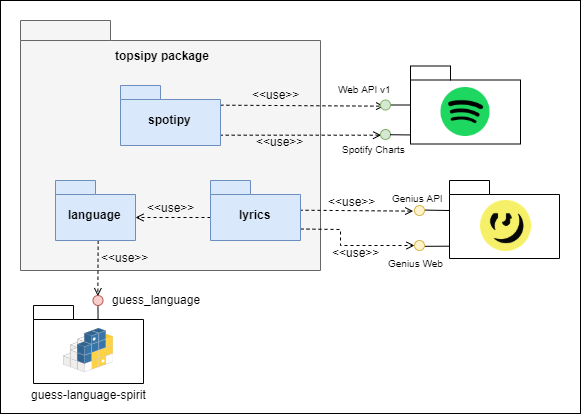 topsipy package
<<use>>
Web API v1
spotipy
<<use>>
Spotify Charts
language
<<use>>
lyrics
<<use>>
Genius API
<<use>>
Genius Web
<<use>>
guess_language
guess-language-spirit